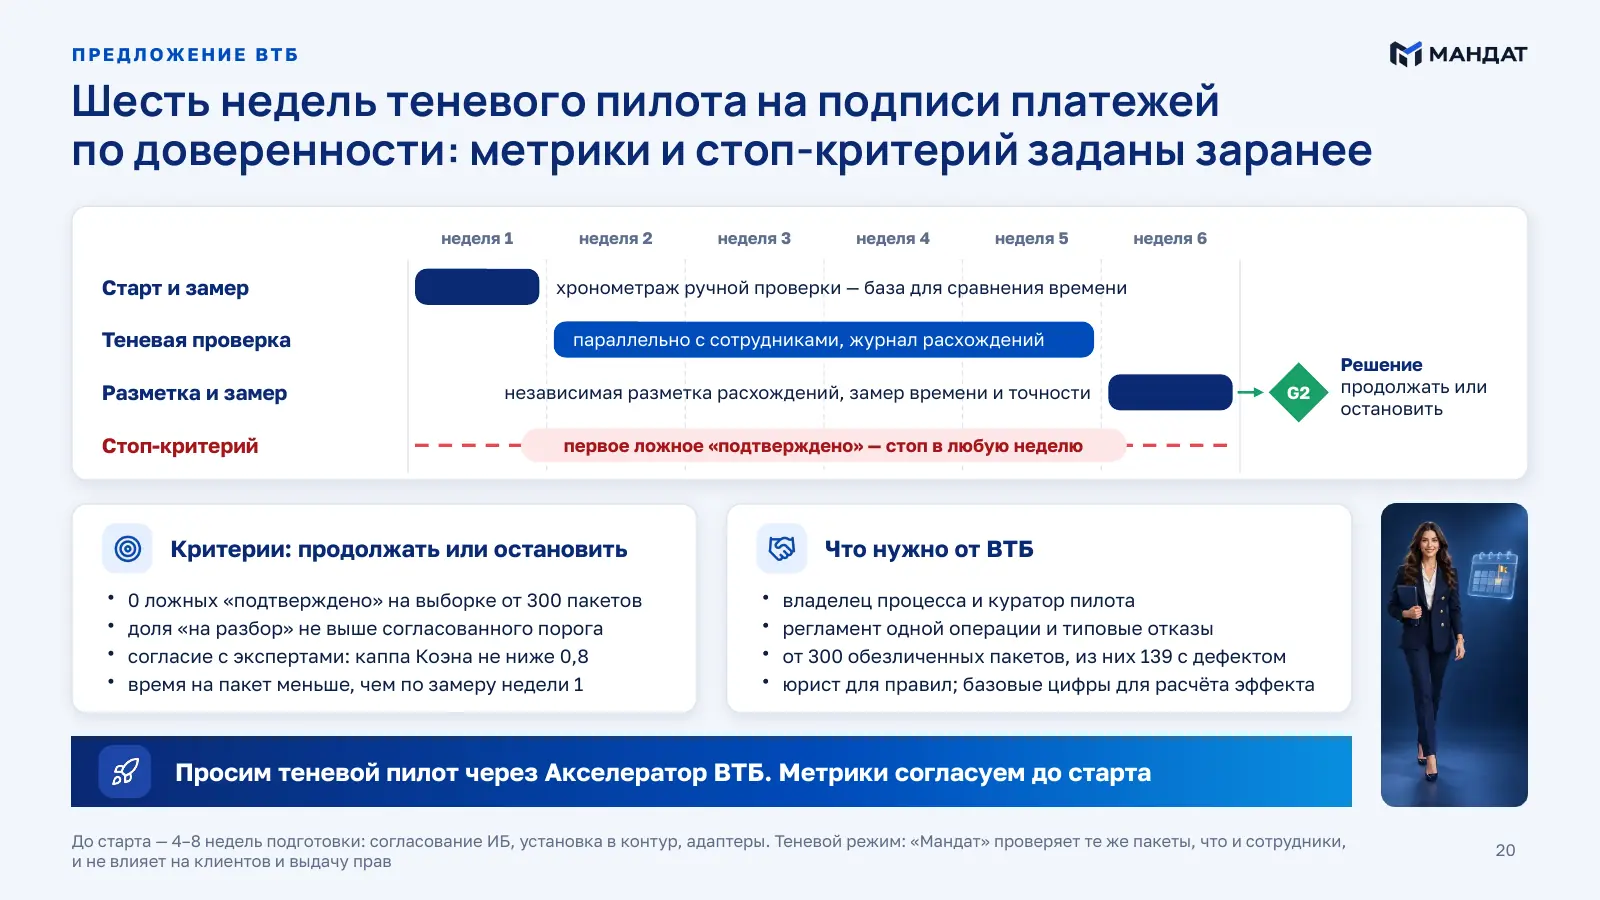 ПРЕДЛОЖЕНИЕ ВТБ
МАНДАТ
Шесть недель теневого пилота на подписи платежей
по доверенности: метрики и стоп-критерий заданы заранее
неделя 1 неделя 2 неделя 3 неделя 4 неделя 5 неделя 6
Старт и замер
хронометраж ручной проверки — база для сравнения времени
Теневая проверка
параллельно с сотрудниками, журнал расхождений
Разметка и замер
независимая разметка расхождений, замер времени и точности
G2
Решение
продолжать или
остановить
Стоп-критерий
первое ложное «подтверждено» — стоп в любую неделю
Критерии: продолжать или остановить
• 0 ложных «подтверждено» на выборке от 300 пакетов
• доля «на разбор» не выше согласованного порога
• согласие с экспертами: каппа Коэна не ниже 0,8
• время на пакет меньше, чем по замеру недели 1
Что нужно от ВТБ
• владелец процесса и куратор пилота
• регламент одной операции и типовые отказы
• от 300 обезличенных пакетов, из них 139 с дефектом
• юрист для правил; базовые цифры для расчёта эффекта
Просим теневой пилот через Акселератор ВТБ. Метрики согласуем до старта
До старта — 4–8 недель подготовки: согласование ИБ, установка в контур, адаптеры. Теневой режим: «Мандат» проверяет те же пакеты, что и сотрудники,
и не влияет на клиентов и выдачу прав
20